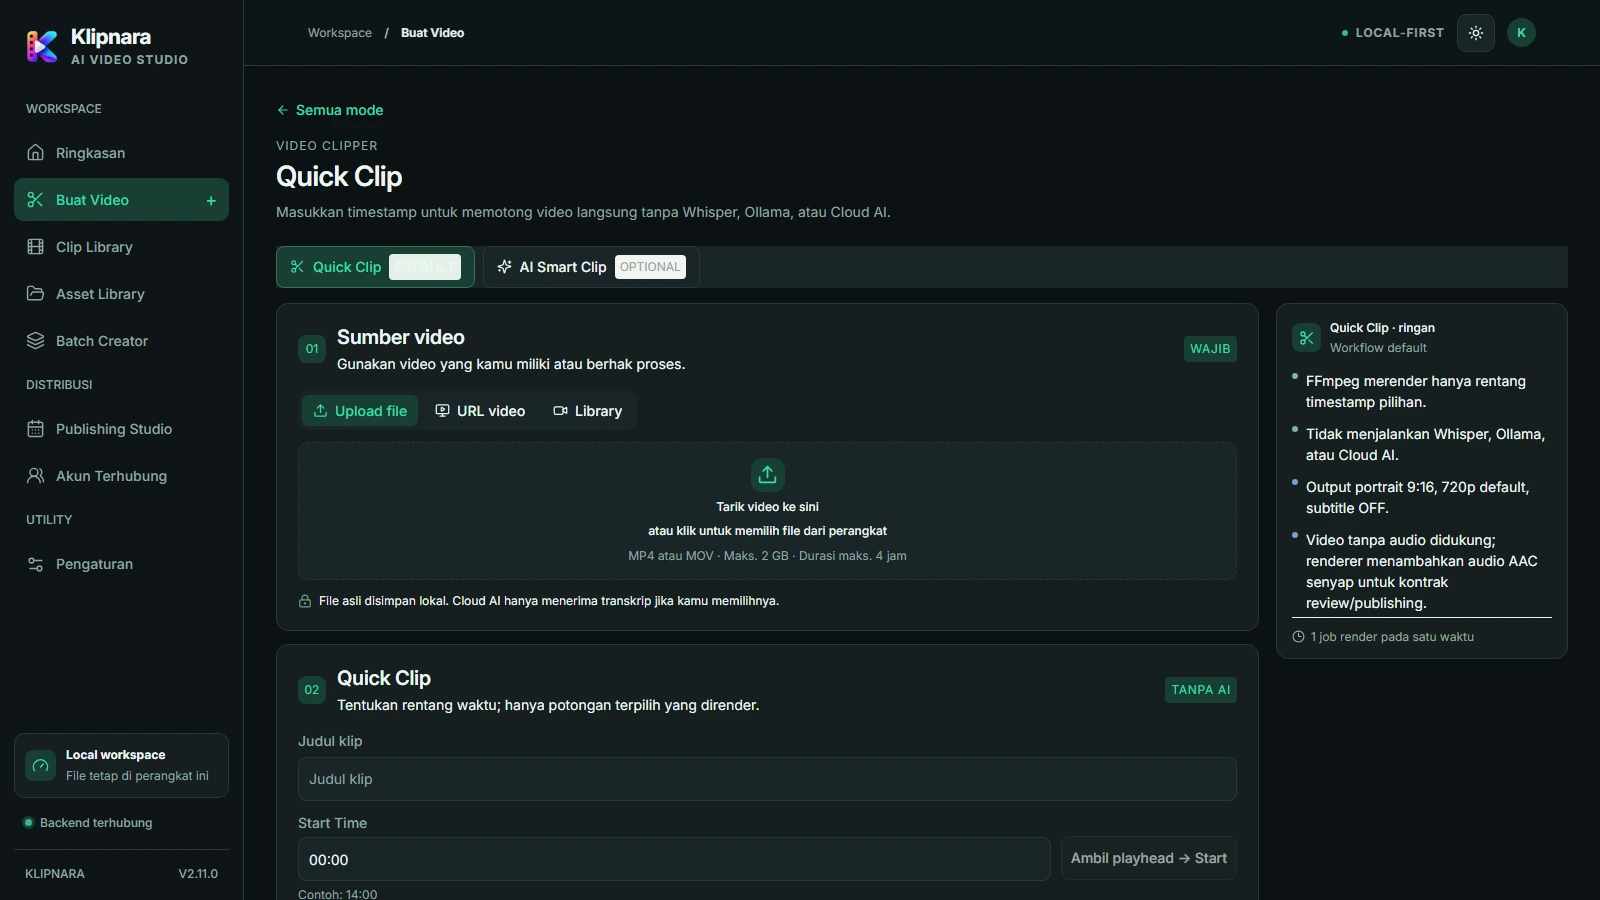 Klipnara
AI VIDEO STUDIO
WORKSPACE
Ringkasan
Buat Video +
Clip Library
Asset Library
Batch Creator
DISTRIBUSI
Publishing Studio
Akun Terhubung
UTILITY
Pengaturan
Local workspace
File tetap di perangkat ini
Backend terhubung
KLIPNARA V2.11.0
Workspace / Buat Video
LOCAL-FIRST
K
← Semua mode
VIDEO CLIPPER
Quick Clip
Masukkan timestamp untuk memotong video langsung tanpa Whisper, Ollama, atau Cloud AI.
Quick Clip DEFAULT
AI Smart Clip OPTIONAL
01
Sumber video
Gunakan video yang kamu miliki atau berhak proses.
WAJIB
Upload file
URL video
Library
Tarik video ke sini
atau klik untuk memilih file dari perangkat
MP4 atau MOV · Maks. 2 GB · Durasi maks. 4 jam
File asli disimpan lokal. Cloud AI hanya menerima transkrip jika kamu memilihnya.
02
Quick Clip
Tentukan rentang waktu; hanya potongan terpilih yang dirender.
TANPA AI
Judul klip
Judul klip
Start Time
00:00
Ambil playhead → Start
Contoh: 14:00
Quick Clip · ringan
Workflow default
FFmpeg merender hanya rentang
timestamp pilihan.
Tidak menjalankan Whisper, Ollama,
atau Cloud AI.
Output portrait 9:16, 720p default,
subtitle OFF.
Video tanpa audio didukung;
renderer menambahkan audio AAC
senyap untuk kontrak
review/publishing.
1 job render pada satu waktu